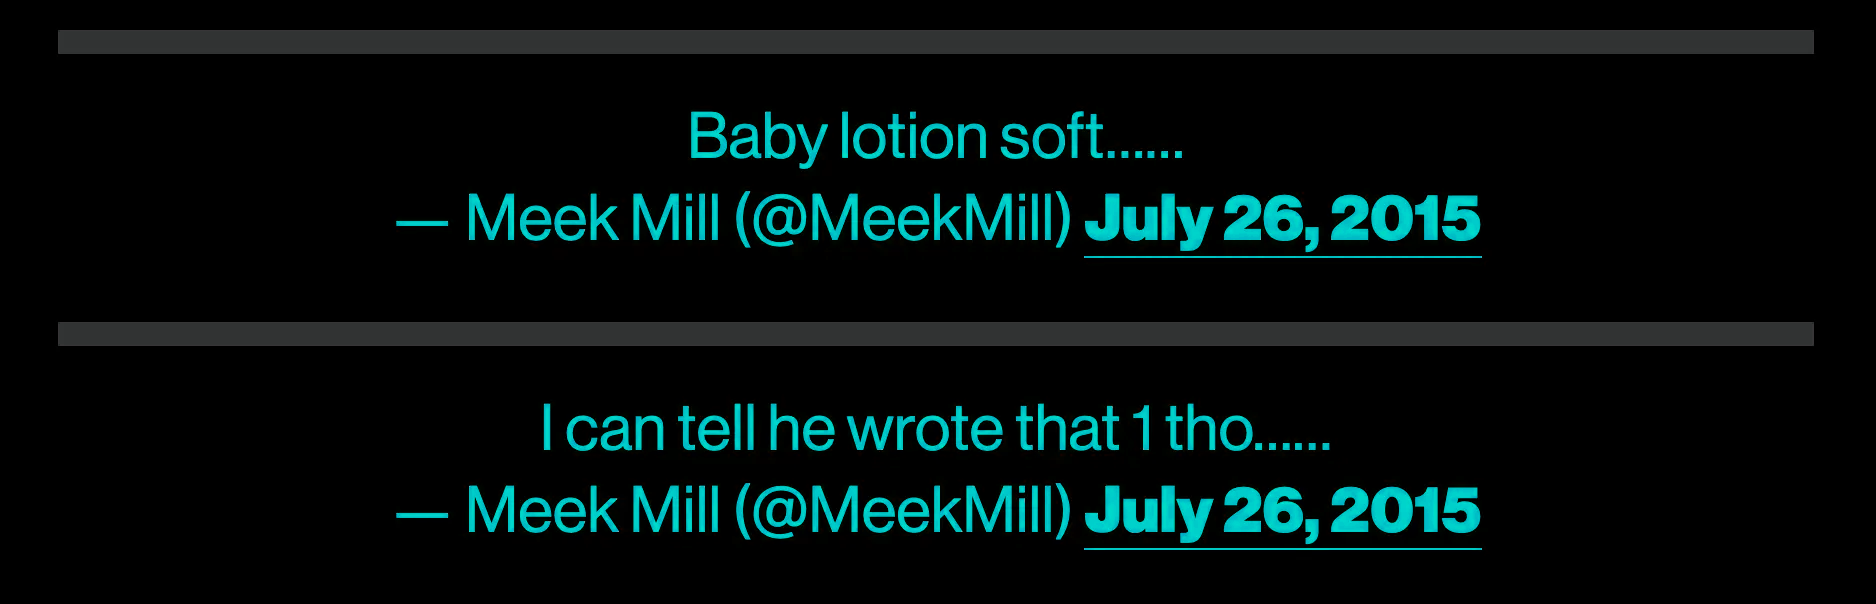 Baby lotion soft......
— Meek Mill (@MeekMill) July 26, 2015
I can tell he wrote that 1 tho......
— Meek Mill (@MeekMill) July 26, 2015